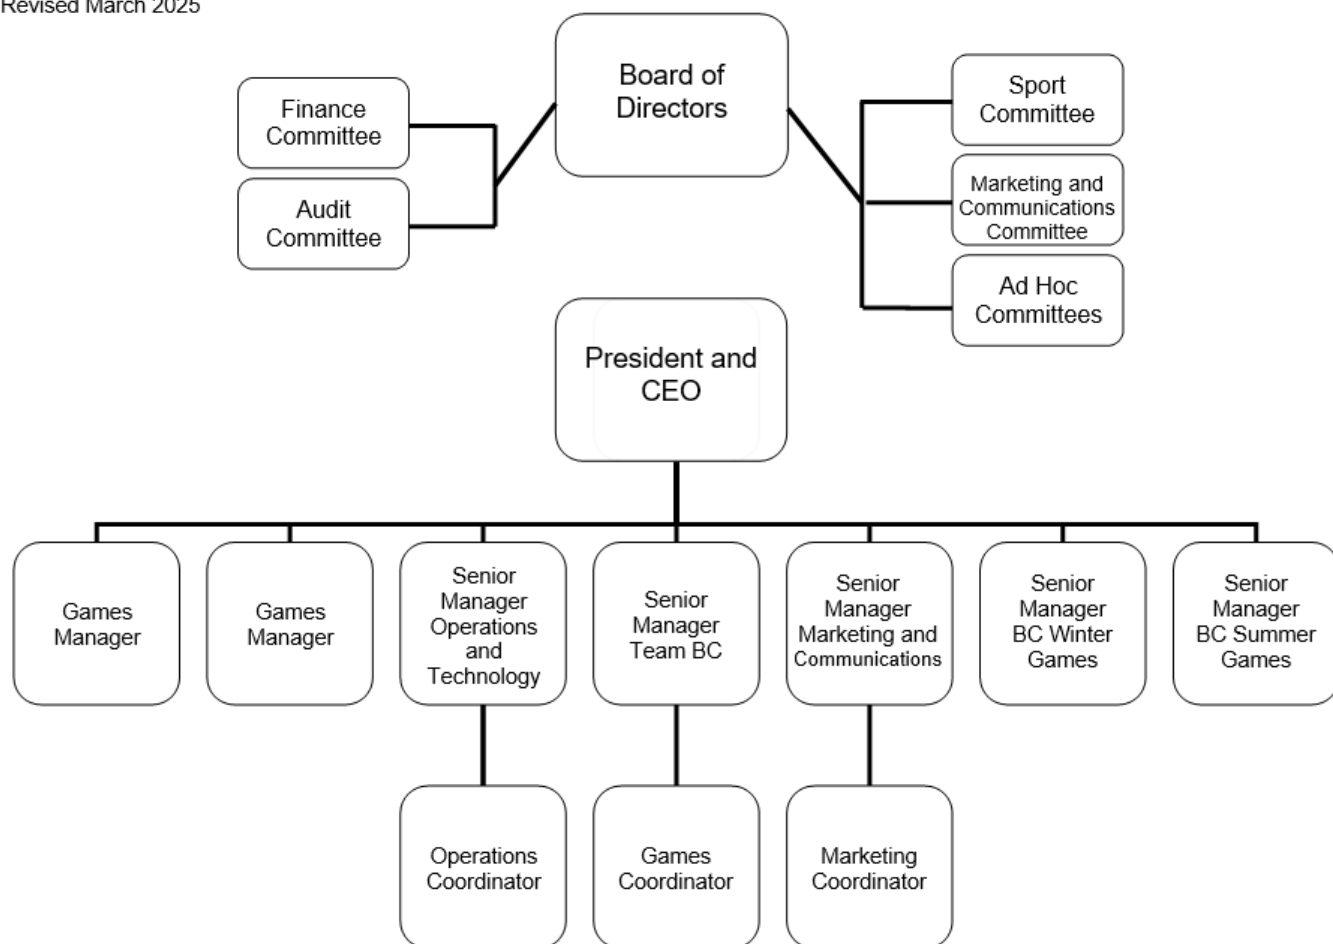 Revised March 2025
Board of
Directors
Finance
Committee
Audit
Committee
Sport
Committee
Marketing and
Communications
Committee
Ad Hoc
Committees
President and
CEO
Games
Manager
Games
Manager
Senior
Manager
Operations
and
Technology
Senior
Manager
Team BC
Senior
Manager
Marketing and
Communications
Senior
Manager
BC Winter
Games
Senior
Manager
BC Summer
Games
Operations
Coordinator
Games
Coordinator
Marketing
Coordinator